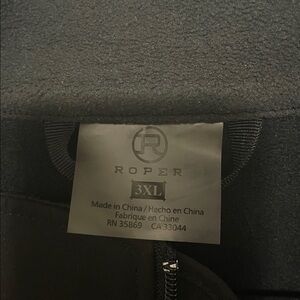 R
ROPER
3XL
Made in China / Hecho en China
Fabriqué en Chine
RN 35869 CA 33044